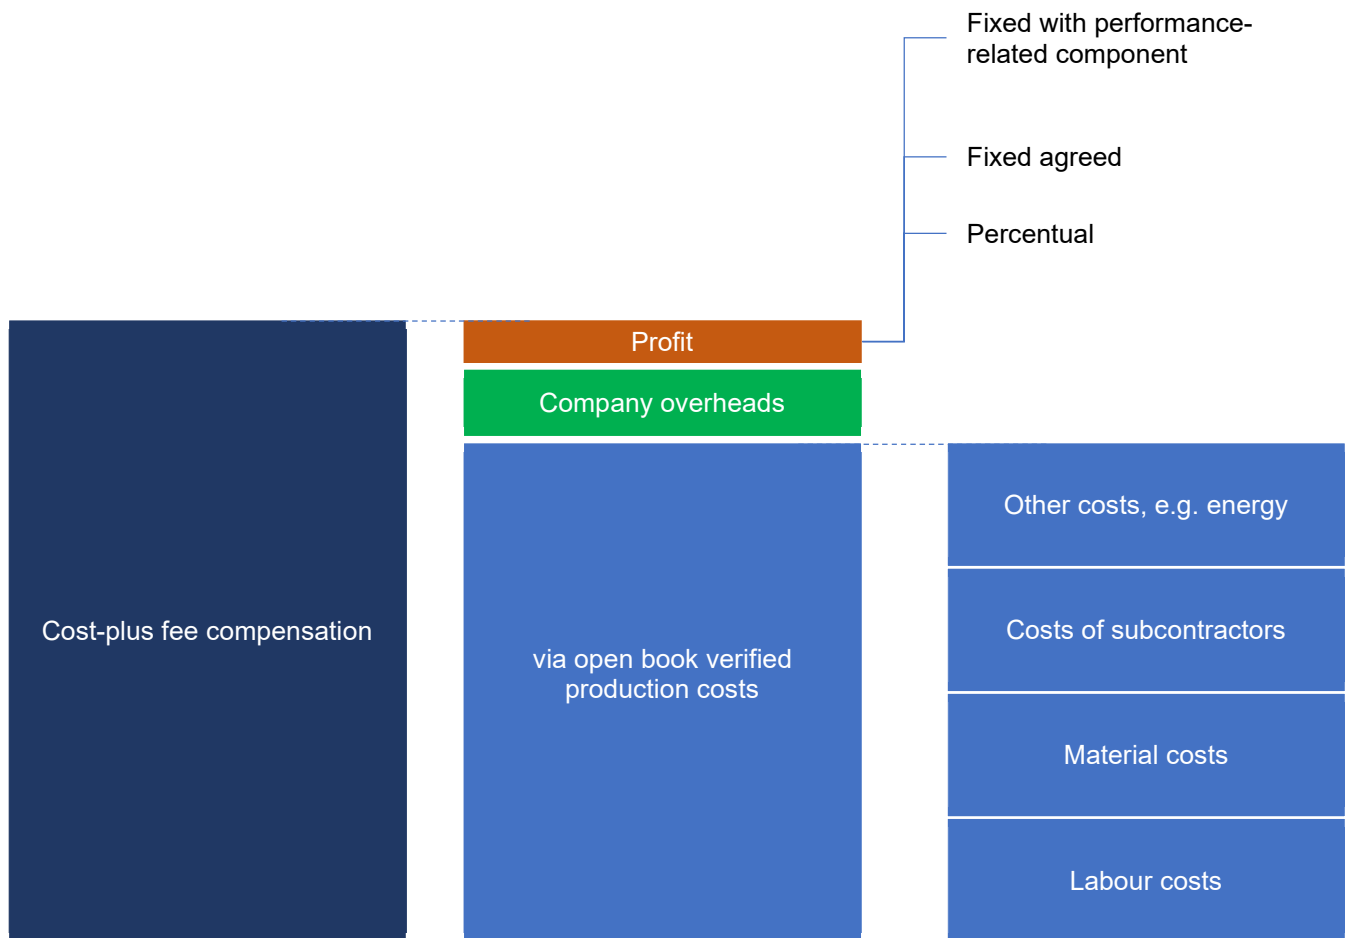 Fixed with performance-
related component
Fixed agreed
Percentual
Profit
Company overheads
Cost-plus fee compensation
via open book verified
production costs
Other costs, e.g. energy
Costs of subcontractors
Material costs
Labour costs